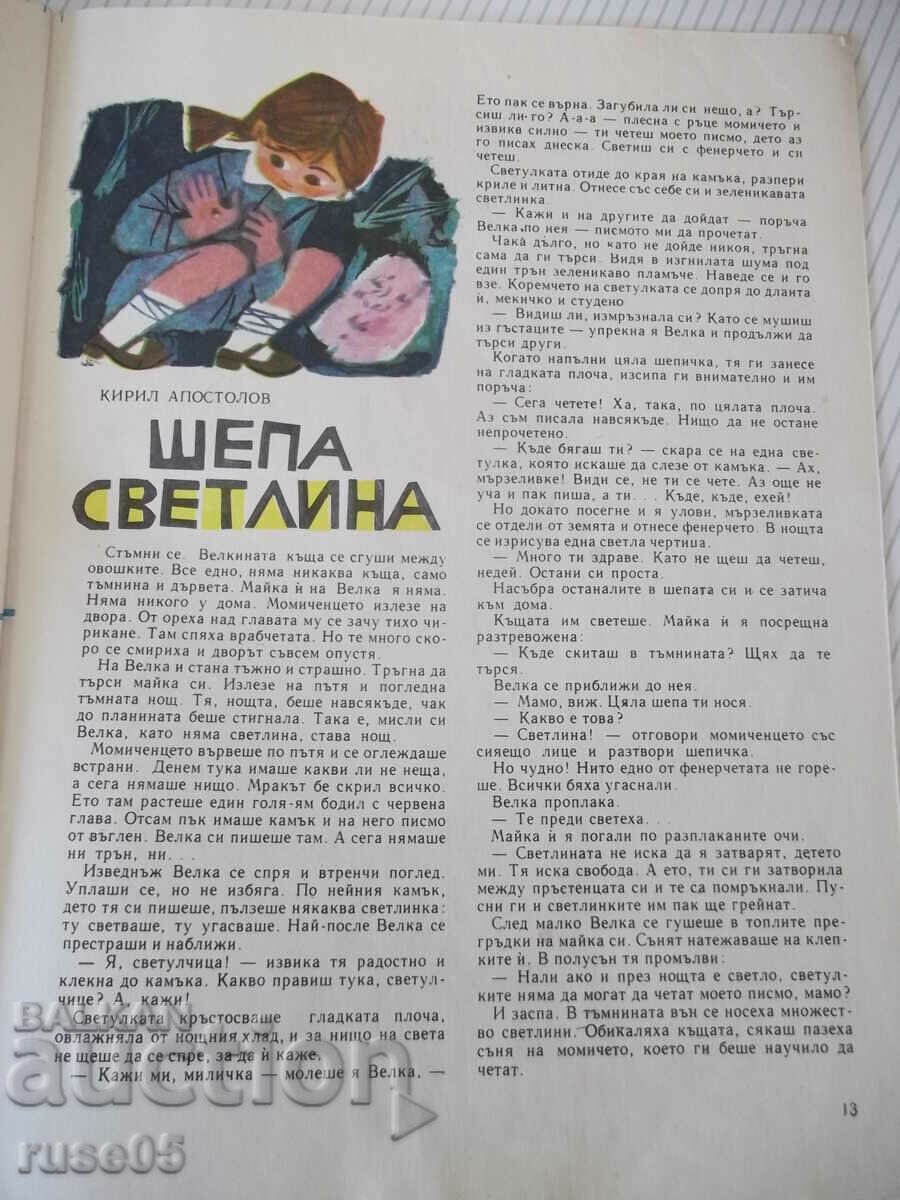 КИРИЛ АПОСТОЛОВ
ШЕПА
СВЕТЛИНА
Стъмни се. Велкината къща се сгуши между
овошките. Все едно, няма никаква къща, само
тъмнина и дървета. Майка ѝ на Велка я няма.
Няма никого у дома. Момиченцето излезе на
двора. От ореха над главата му се зачу тихо чи-
рикане. Там спяха врабчетата. Но те много ско-
ро се смириха и дворът съвсем опустя.
На Велка и стана тъжно и страшно. Тръгна да
търси майка си. Излезе на пътя и погледна
тъмната нощ. Тя, нощта, беше навсякъде, чак
до планината беше стигнала. Така е, мисли си
Велка, като няма светлина, става нощ.
Момиченцето вървеше по пътя и се оглеждаше
встрани. Денем тука имаше какви ли не неща,
а сега нямаше нищо. Мракът бе скрил всичко.
Ето там растеше един голя-ям бодил с червена
глава. Отсам пък имаше камък и на него писмо
от въглен. Велка си пишеше там. А сега нямаше
ни трън, ни. . .
Изведнъж Велка се спря и втренчи поглед.
Уплаши се, но не избяга. По нейния камък,
дето тя си пишеше, пълзеше някаква светлинка:
ту светваше, ту угасваше. Най-после Велка се
престраши и наближи.
— Я, светулчица! — извика тя радостно и
клекна до камъка. Какво правиш тука, светул-
чице? А, кажи!
Светулката кръстосваше гладката плоча,
овлажняла от нощния хлад, и за нищо на света
не щеше да се спре, за да ѝ каже.
— Кажи ми, миличка — молеше я Велка. —
Ето пак се върна. Загубила ли си нещо, а? Тър-
сиш ли-го? А-а-а — плесна с ръце момичето и
извика силно — ти четеш моето писмо, дето аз
го писах днеска. Светиш си с фенерчето и си
четеш.
Светулката отиде до края на камъка, разпери
криле и литна. Отнесе със себе си и зеленикавата
светлинка.
— Кажи и на другите да дойдат — поръча
Велка по нея — писмото ми да прочетат.
Чака дълго, но като не дойде никоя, тръгна
сама да ги търси. Видя в изгнилата шума под
един трън зеленикаво пламъче. Наведе се и го
взе. Коремчето на светулката се допря до дланта
ѝ, мекичко и студено
— Видиш ли, измръзнала си? Като се мушиш
из гъстаците — упрекна я Велка и продължи да
търси други.
Когато напълни цяла шепичка, тя ги занесе
на гладката плоча, изсипа ги внимателно и им
поръча:
— Сега четете! Ха, така, по цялата плоча.
Аз съм писала навсякъде. Нищо да не остане
непрочетено.
— Къде бягаш ти? — скара се на една све-
тулка, която искаше да слезе от камъка. — Ах,
мързеливке! Види се, не ти се чете. Аз още не
уча и пак пиша, а ти. . . Къде, къде, ехей!
Но докато посегне и я улови, мързеливката
се отдели от земята и отнесе фенерчето. В нощта
се изрисува една светла чертица.
— Много ти здраве. Като не щеш да четеш,
недей. Остани си проста.
Насъбра останалите в шепата си и се затича
към дома.
Къщата им светеше. Майка ѝ я посрещна
разтревожена:
— Къде скиташ в тъмнината? Щях да те
търся.
Велка се приближи до нея.
— Мамо, виж. Цяла шепа ти нося.
— Какво е това?
— Светлина! — отговори момиченцето със
сияещо лице и разтвори шепичка.
Но чудно! Нито едно от фенерчетата не горе-
ше. Всички бяха угаснали.
Велка проплака.
— Те преди светеха. . .
Майка ѝ я погали по разплаканите очи.
— Светлината не иска да я затварят, детето
ми. Тя иска свобода. А ето, ти си ги затворила
между пръстенцата си и те са помръкнали. Пус-
ни ги и светлинките им пак ще грейнат.
След малко Велка се гушеше в топлите прег-
ръдки на майка си. Сънят натежаваше на клеп-
ките ѝ. В полусън тя промълви:
— Нали ако и през нощта е светло, светул-
ките няма да могат да четат моето писмо, мамо?
И заспа. В тъмнината вън се носеха множест-
во светлини. Обикаляха къщата, сякаш пазеха
съня на момичето, което ги беше научило да
четат.
13
BALKAN
auction
ruse05